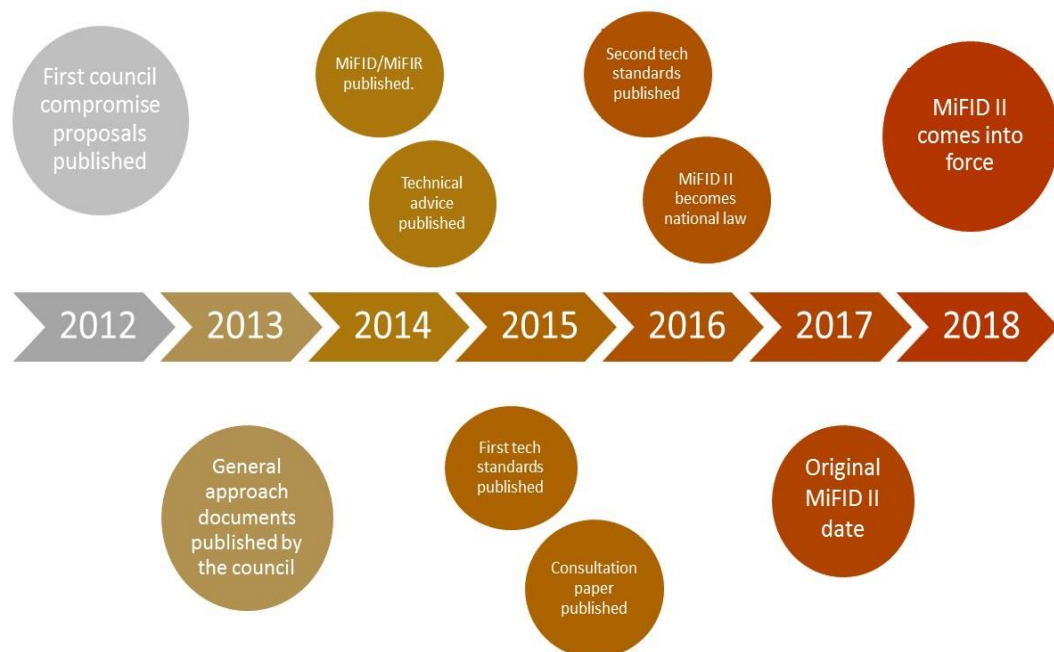 First council
compromise
proposals
published
MiFID/MiFIR
published.
Technical
advice
published
Second tech
standards
published
MiFID II
becomes
national law
MiFID II
comes into
force
2012
2013
2014
2015
2016
2017
2018
General
approach
documents
published by
the council
First tech
standards
published
Consultation
paper
published
Original
MiFID II
date